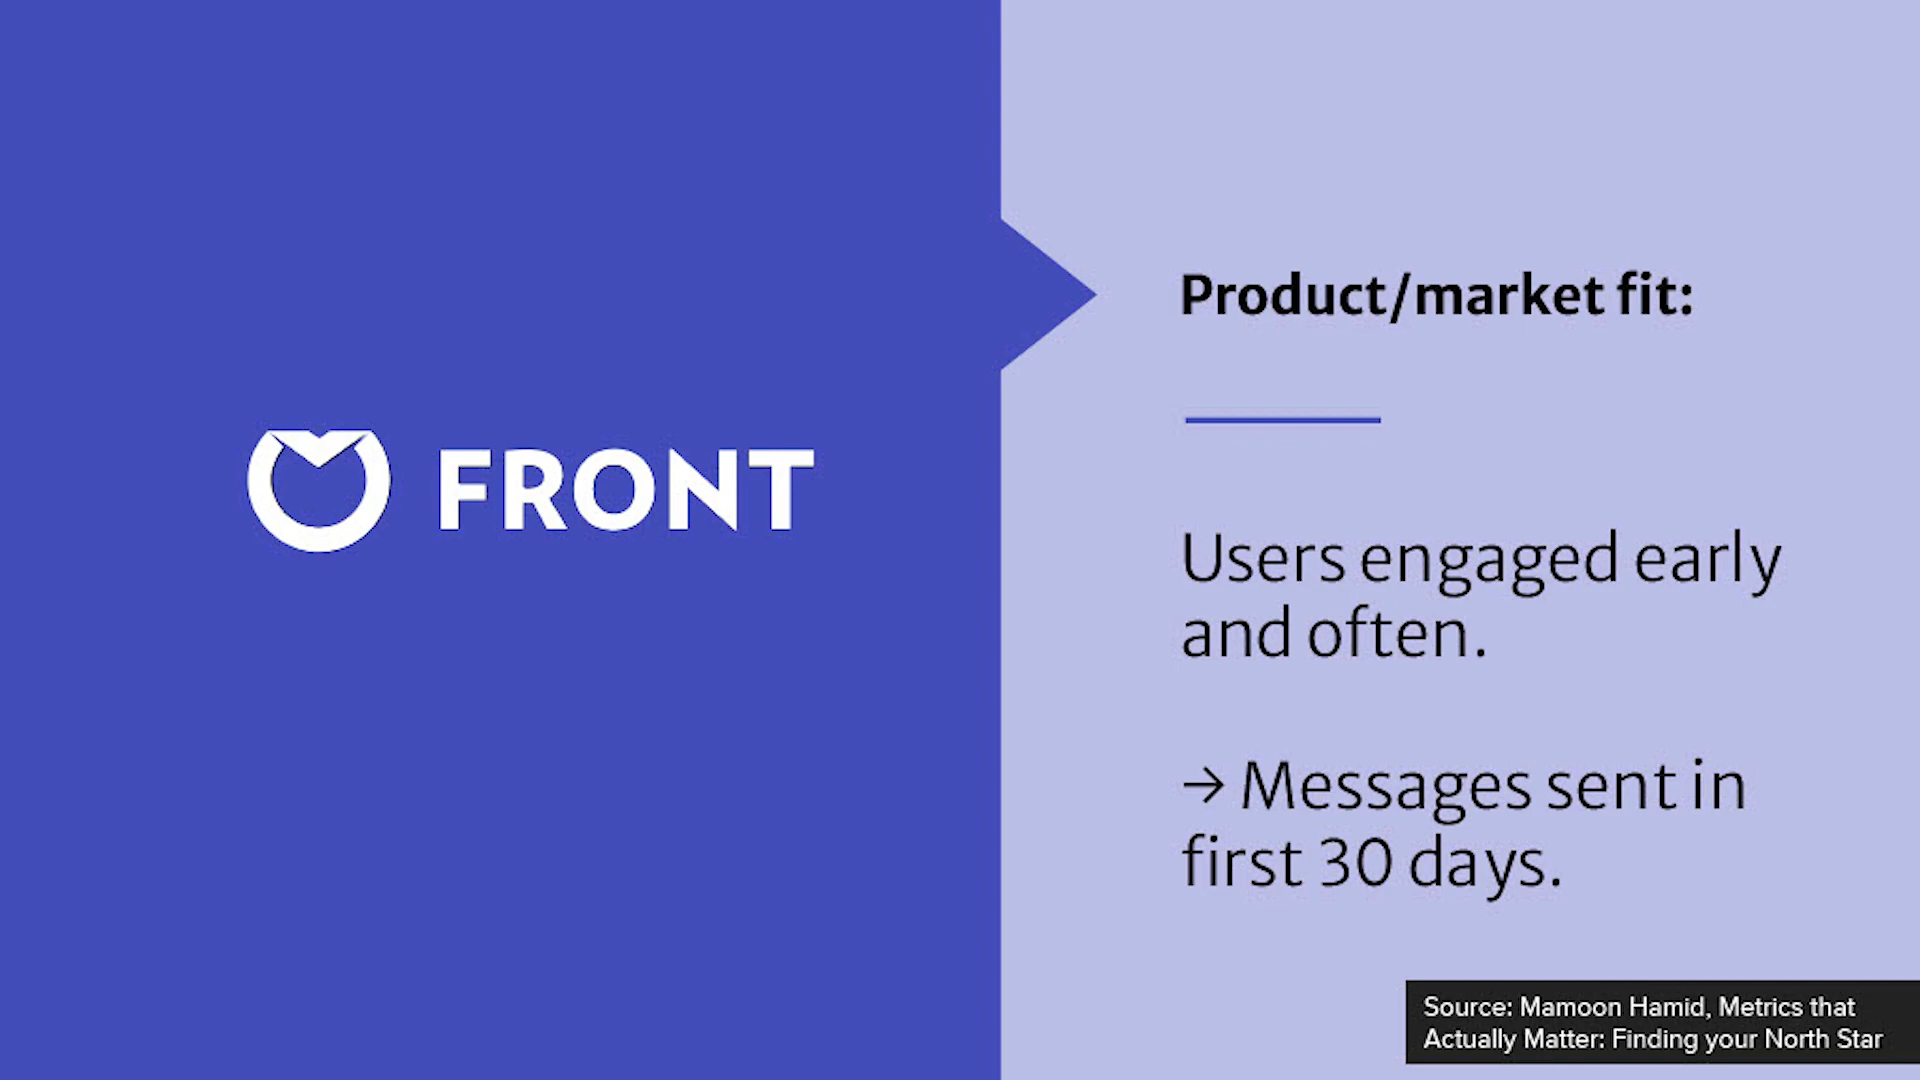 FRONT
Product/market fit:
Users engaged early
and often.
→ Messages sent in
first 30 days.
Source: Mamoon Hamid, Metrics that
Actually Matter: Finding your North Star